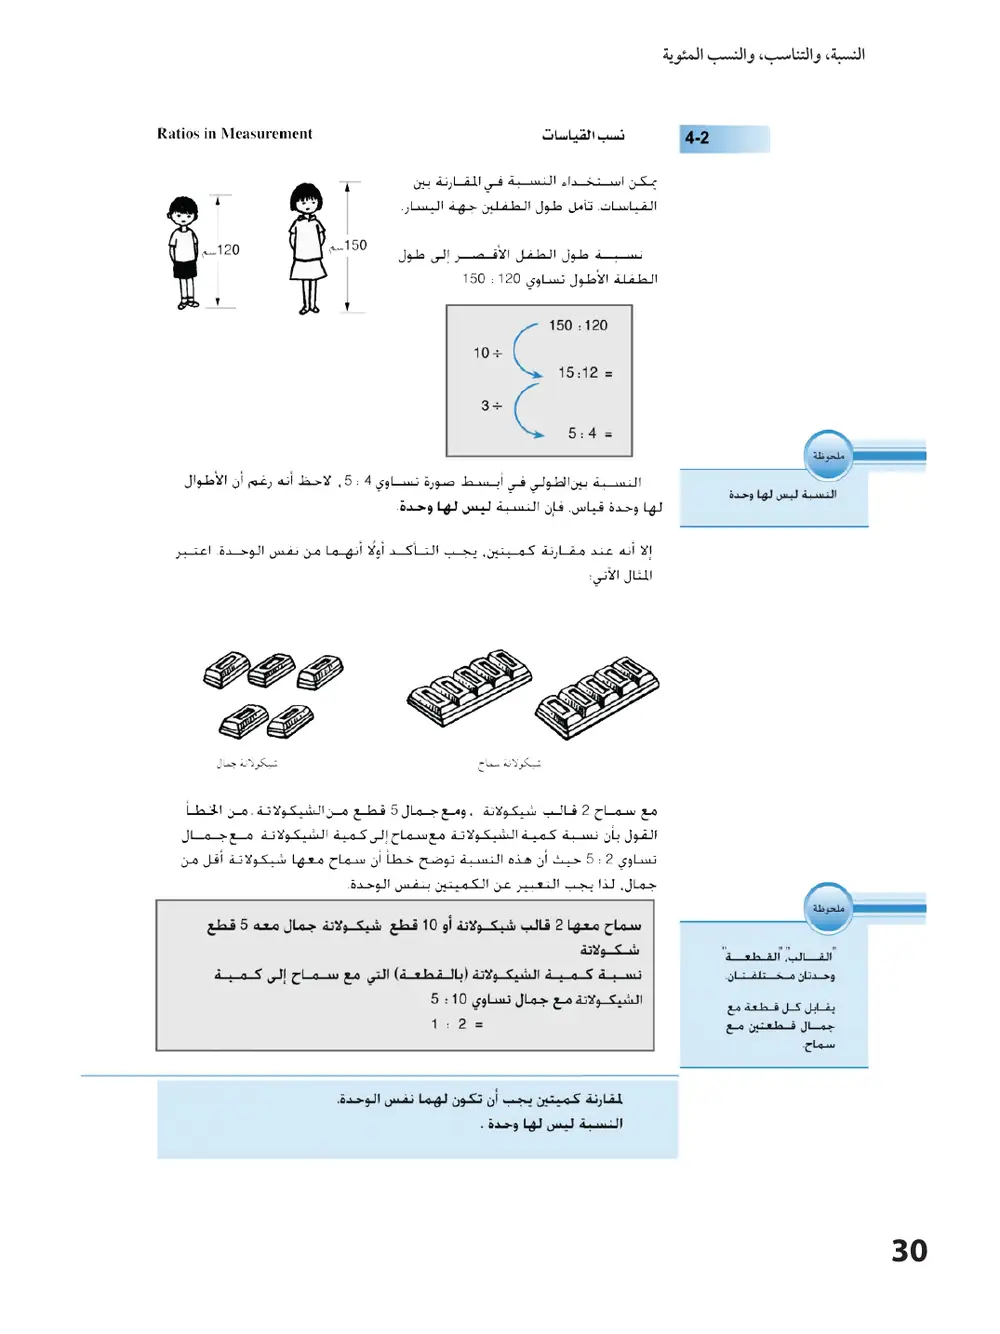 النسبة، والتناسب، والنسب المئوية
4-2
نسب القياسات
Ratios in Measurement
يمكن استخدام النسبة في المقارنة بين
القياسات. تأمل طول الطفلين جهة اليسار.
نسبة طول الطفل الأقصر إلى طول
الطفلة الأطول تساوي 120 : 150
150سم
120سم
150 : 120
10 ÷
15 : 12 =
3 ÷
5 : 4 =
النسبة بين الطولي في أبسط صورة تساوي 4 : 5 , لاحظ أنه رغم أن الأطوال
لها وحدة قياس. فإن النسبة ليس لها وحدة.
ملحوظة
النسبة ليس لها وحدة
إلا أنه عند مقارنة كميتين, يجب التأكد أولًا أنهما من نفس الوحدة. اعتبر
المثال الآتي:
شيكولاتة سماح
شيكولاتة جمال
مع سماح 2 قالب شيكولاتة , ومع جمال 5 قطع من الشيكولاتة . من الخطأ
القول بأن نسبة كمية الشيكولاتة مع سماح إلى كمية الشيكولاتة مع جمال
تساوي 2 : 5 حيث أن هذه النسبة توضح خطأ أن سماح معها شيكولاتة أقل من
جمال, لذا يجب التعبير عن الكميتين بنفس الوحدة.
سماح معها 2 قالب شيكولاتة أو 10 قطع شيكولاتة جمال معه 5 قطع
شكولاتة
نسبة كمية الشيكولاتة (بالقطعة) التي مع سماح إلى كمية
الشيكولاتة مع جمال تساوي 10 : 5
1 : 2 =
ملحوظة
"القالب"، "القطعة"
وحدتان مختلفتان.
يقابل كل قطعة مع
جمال قطعتين مع
سماح.
لمقارنة كميتين يجب أن تكون لهما نفس الوحدة.
النسبة ليس لها وحدة .
30